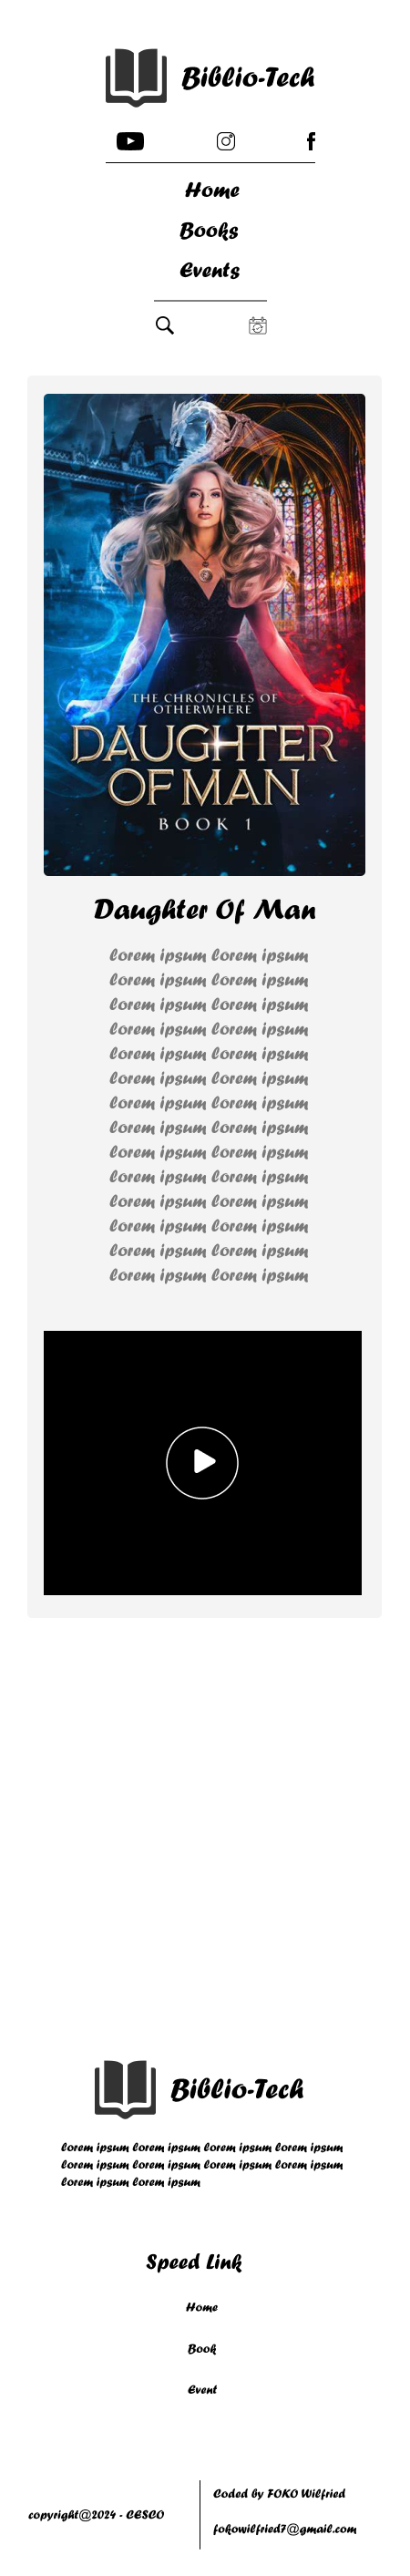 Biblio-Tech
Home
Books
Events
THE CHRONICLES OF
OTHERWHERE
DAUGHTER
OF MAN
BOOK 1
Daughter Of Man
lorem ipsum lorem ipsum
lorem ipsum lorem ipsum
lorem ipsum lorem ipsum
lorem ipsum lorem ipsum
lorem ipsum lorem ipsum
lorem ipsum lorem ipsum
lorem ipsum lorem ipsum
lorem ipsum lorem ipsum
lorem ipsum lorem ipsum
lorem ipsum lorem ipsum
lorem ipsum lorem ipsum
lorem ipsum lorem ipsum
lorem ipsum lorem ipsum
lorem ipsum lorem ipsum
Biblio-Tech
lorem ipsum lorem ipsum lorem ipsum lorem ipsum
lorem ipsum lorem ipsum lorem ipsum lorem ipsum
lorem ipsum lorem ipsum
Speed Link
Home
Book
Event
copyright@2024 - CESCO
Coded by FOKO Wilfried
fokowilfried7@gmail.com